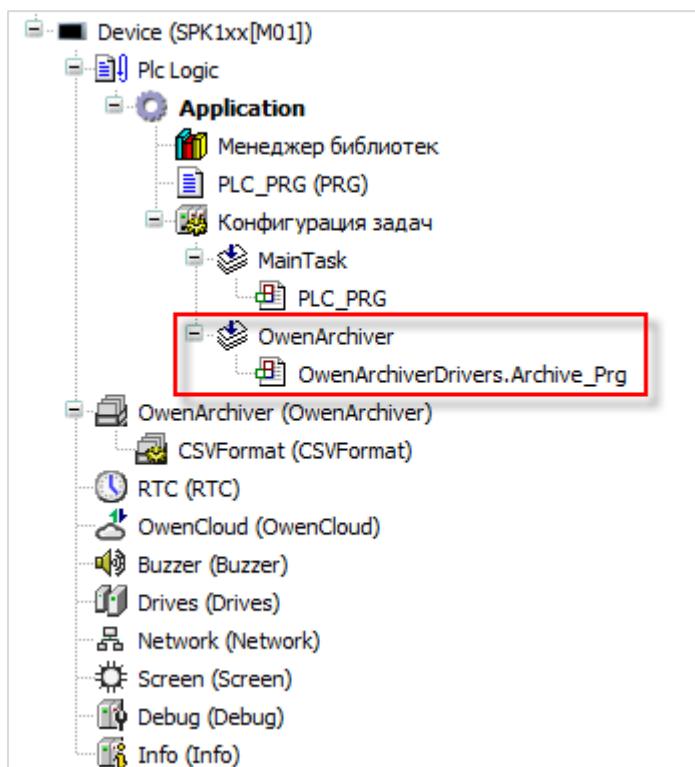 Device (SPK1xx[M01])
Plc Logic
Application
Менеджер библиотек
PLC_PRG (PRG)
Конфигурация задач
MainTask
PLC_PRG
OwenArchiver
OwenArchiverDrivers.Archive_Prg
OwenArchiver (OwenArchiver)
CSVFormat (CSVFormat)
RTC (RTC)
OwenCloud (OwenCloud)
Buzzer (Buzzer)
Drives (Drives)
Network (Network)
Screen (Screen)
Debug (Debug)
Info (Info)